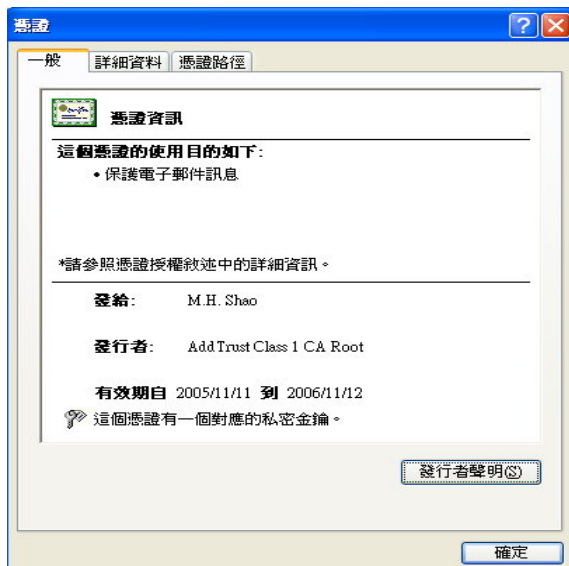 憑證
一般 詳細資料 憑證路徑
憑證資訊
這個憑證的使用目的如下:
• 保護電子郵件訊息
*請參照憑證授權敘述中的詳細資訊。
發給: M.H. Shao
發行者: AddTrust Class 1 CA Root
有效期自 2005/11/11 到 2006/11/12
這個憑證有一個對應的私密金鑰。
發行者聲明(S)
確定